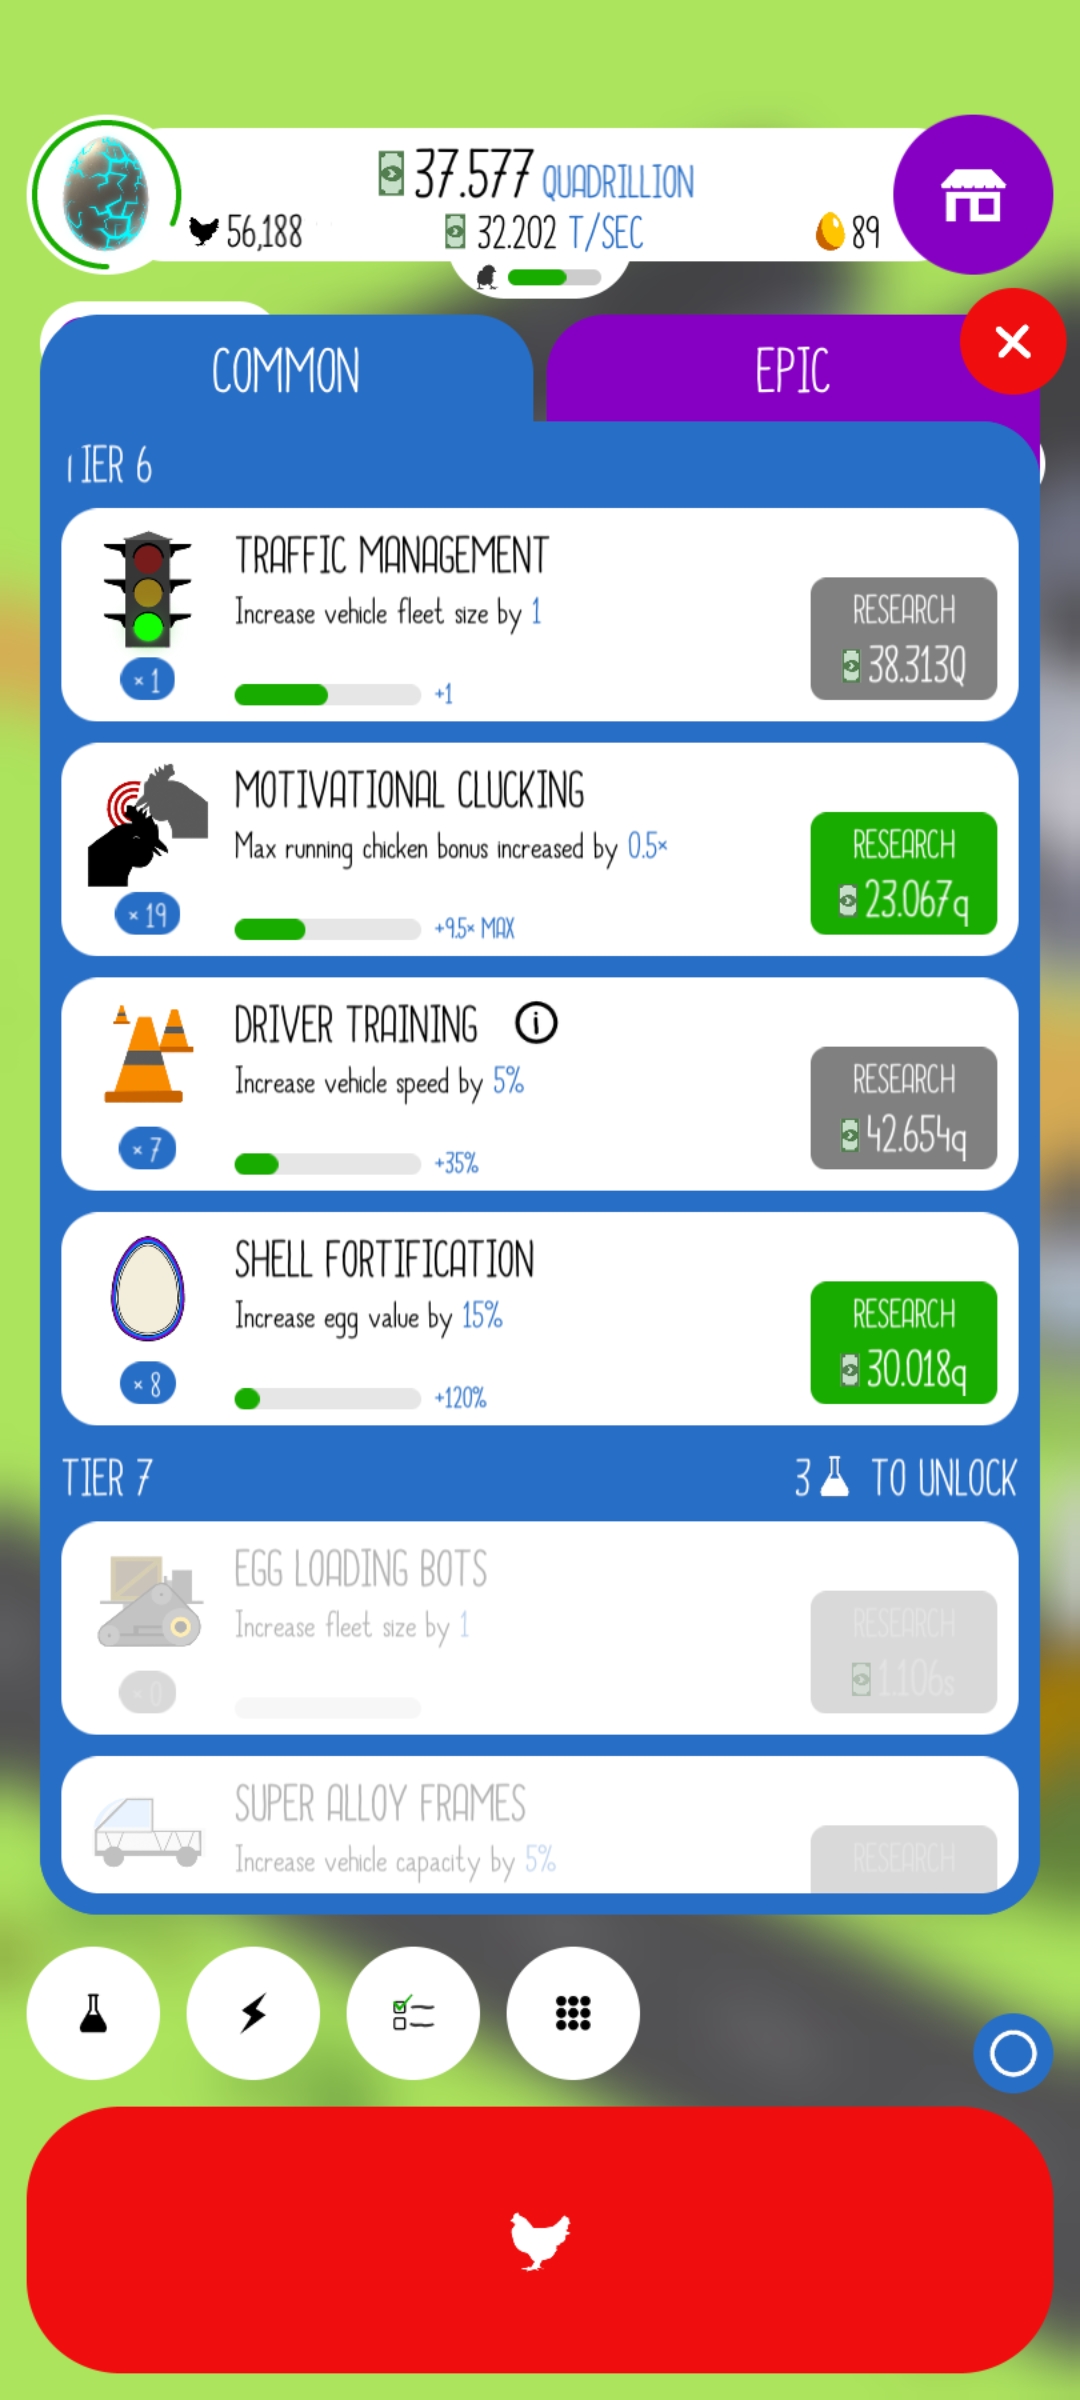 37.577 QUADRILLION
56,188
32.202 T/SEC
89
COMMON
EPIC
TIER 6
TRAFFIC MANAGEMENT
Increase vehicle fleet size by 1
× 1
+1
RESEARCH
38.313Q
MOTIVATIONAL CLUCKING
Max running chicken bonus increased by 0.5×
× 19
+9.5× MAX
RESEARCH
23.067q
DRIVER TRAINING
Increase vehicle speed by 5%
× 7
+35%
RESEARCH
42.654q
SHELL FORTIFICATION
Increase egg value by 15%
× 8
+120%
RESEARCH
30.018q
TIER 7
3 TO UNLOCK
EGG LOADING BOTS
Increase fleet size by 1
× 0
RESEARCH
1.106s
SUPER ALLOY FRAMES
Increase vehicle capacity by 5%
RESEARCH